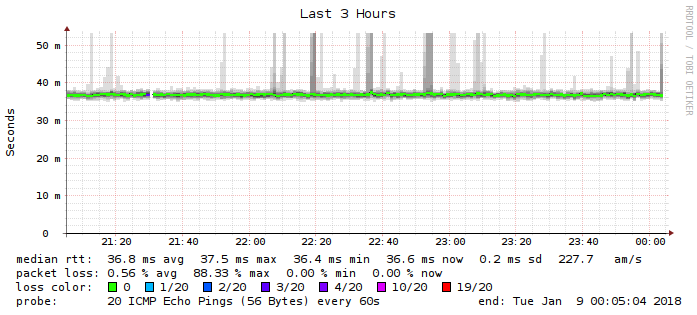 Last 3 Hours
RRDTOOL / TOBI OETIKER
Seconds
50 m
40 m
30 m
20 m
10 m
0
21:20 21:40 22:00 22:20 22:40 23:00 23:20 23:40 00:00
median rtt: 36.8 ms avg 37.5 ms max 36.4 ms min 36.6 ms now 0.2 ms sd 227.7 am/s
packet loss: 0.56 % avg 88.33 % max 0.00 % min 0.00 % now
loss color: 0 1/20 2/20 3/20 4/20 10/20 19/20
probe: 20 ICMP Echo Pings (56 Bytes) every 60s end: Tue Jan 9 00:05:04 2018